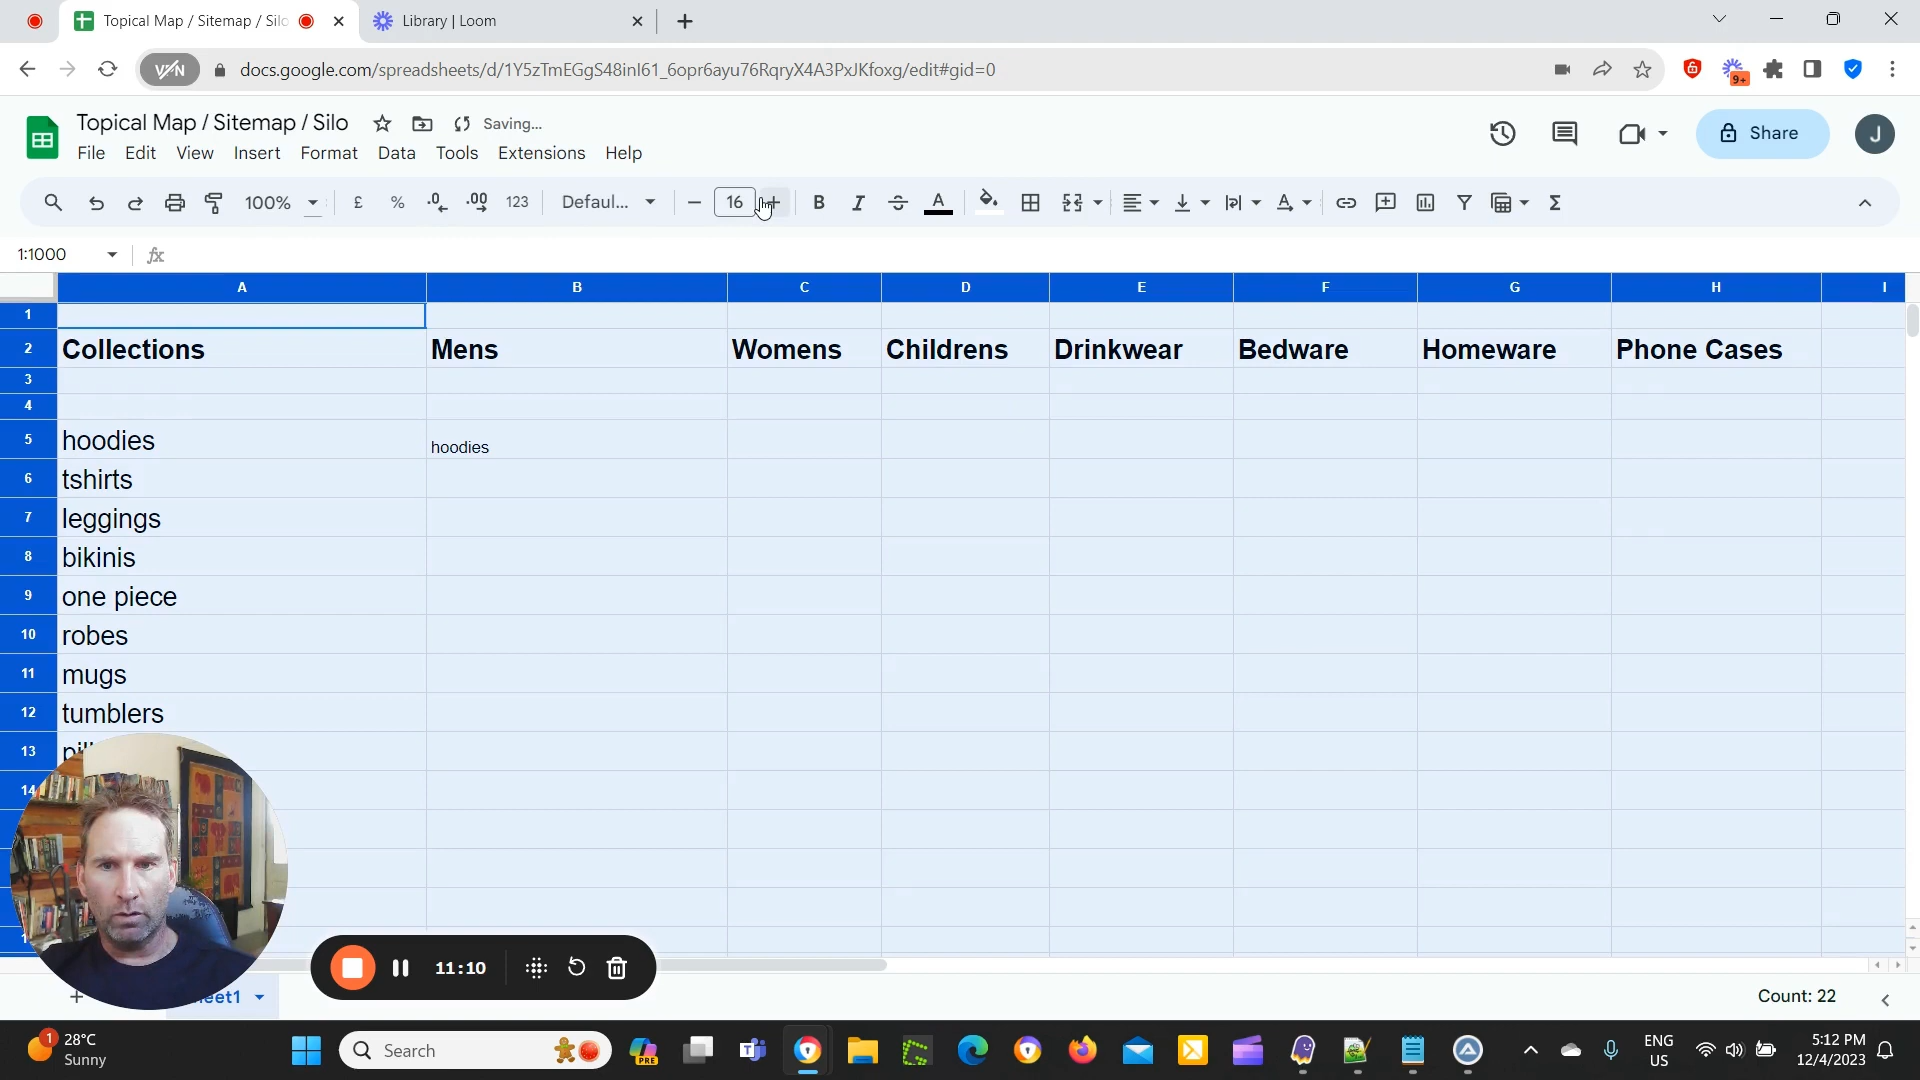 Topical Map / Sitemap / Silo
Library | Loom
VPN
docs.google.com/spreadsheets/d/1Y5zTmEGgS48inI61_6opr6ayu76RqryX4A3PxJKfoxg/edit#gid=0
9+
Topical Map / Sitemap / Silo
Saving...
File Edit View Insert Format Data Tools Extensions Help
Share
J
100%
£ % .0 .00 123
Defaul...
16
B I S A
1:1000
fx
A B C D E F G H I
1
2 Collections Mens Womens Childrens Drinkwear Bedware Homeware Phone Cases
3
4
5 hoodies hoodies
6 tshirts
7 leggings
8 bikinis
9 one piece
10 robes
11 mugs
12 tumblers
13
14
11:10
Count: 22
1 28°C
Sunny
Search
PRE
ENG
US
5:12 PM
12/4/2023